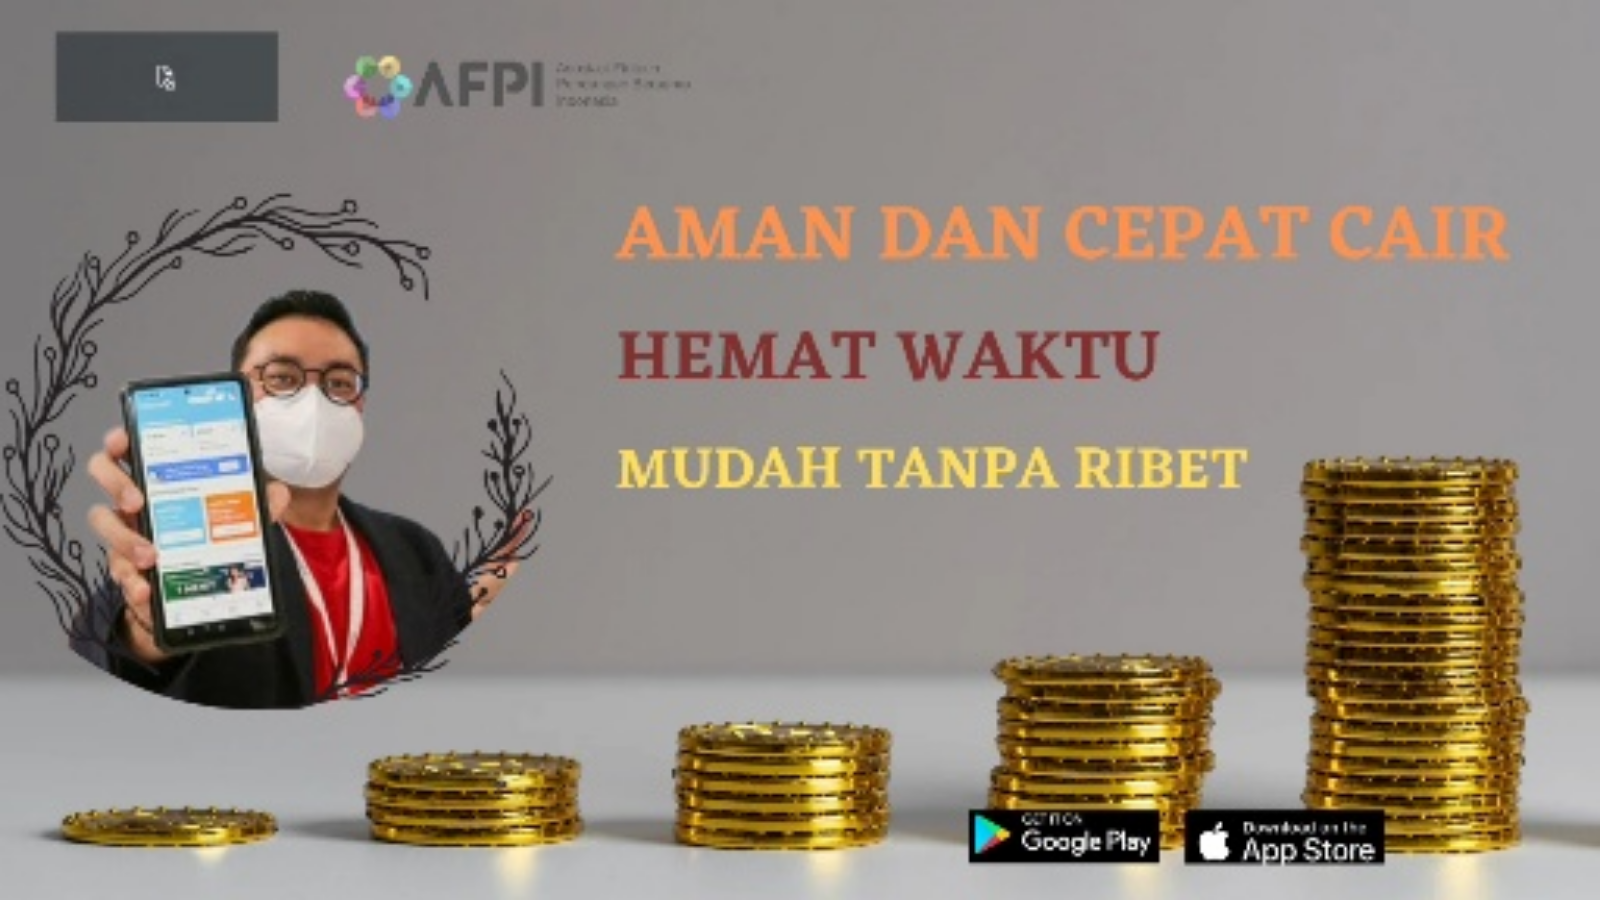 AFPI
Indonesia
AMAN DAN CEPAT CAIR
HEMAT WAKTU
MUDAH TANPA RIBET
GET IT ON
Google Play
Download on the
App Store